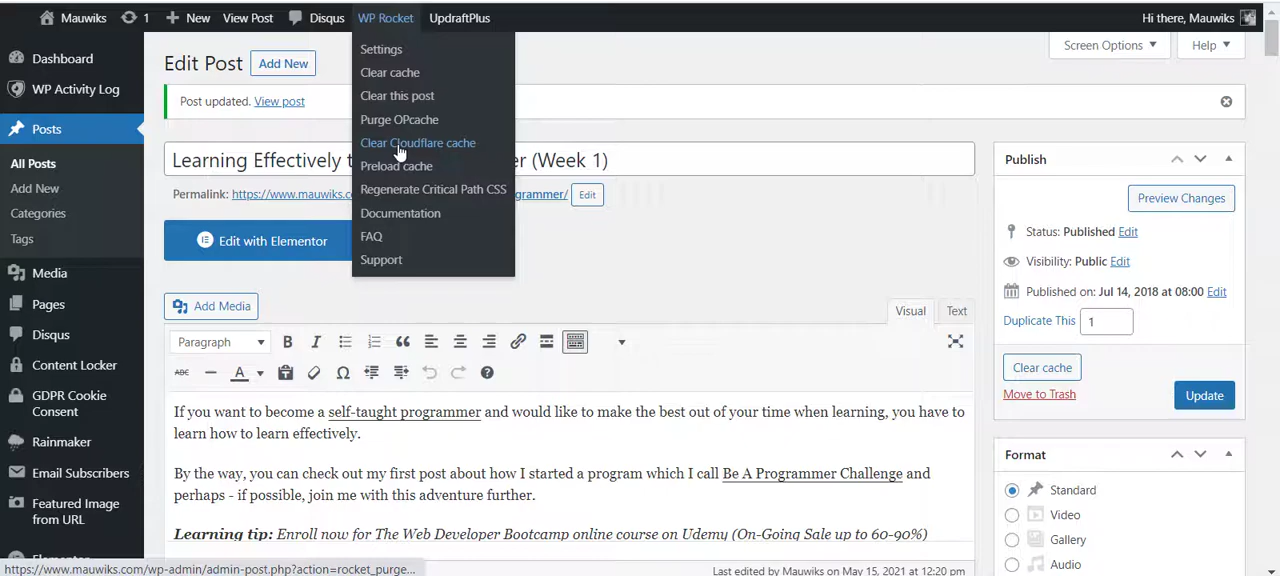 Mauwiks
1
New
View Post
Disqus
WP Rocket
UpdraftPlus
Hi there, Mauwiks
Settings
Clear cache
Clear this post
Purge OPcache
Clear Cloudflare cache
Preload cache
Regenerate Critical Path CSS
Documentation
FAQ
Support
Dashboard
WP Activity Log
Posts
All Posts
Add New
Categories
Tags
Media
Pages
Disqus
Content Locker
GDPR Cookie
Consent
Rainmaker
Email Subscribers
Featured Image
from URL
Screen Options
Help
Edit Post
Add New
Post updated. View post
Learning Effectively t r (Week 1)
Permalink: https://www.mauwiks.c ogrammer/ Edit
Edit with Elementor
Add Media
Visual
Text
Paragraph
B I
ABC
A
If you want to become a self-taught programmer and would like to make the best out of your time when learning, you have to
learn how to learn effectively.
By the way, you can check out my first post about how I started a program which I call Be A Programmer Challenge and
perhaps - if possible, join me with this adventure further.
Learning tip: Enroll now for The Web Developer Bootcamp online course on Udemy (On-Going Sale up to 60-90%)
Last edited by Mauwiks on May 15, 2021 at 12:20 pm
Publish
Preview Changes
Status: Published Edit
Visibility: Public Edit
Published on: Jul 14, 2018 at 08:00 Edit
Duplicate This 1
Clear cache
Move to Trash
Update
Format
Standard
Video
Gallery
Audio
https://www.mauwiks.com/wp-admin/admin-post.php?action=rocket_purge...